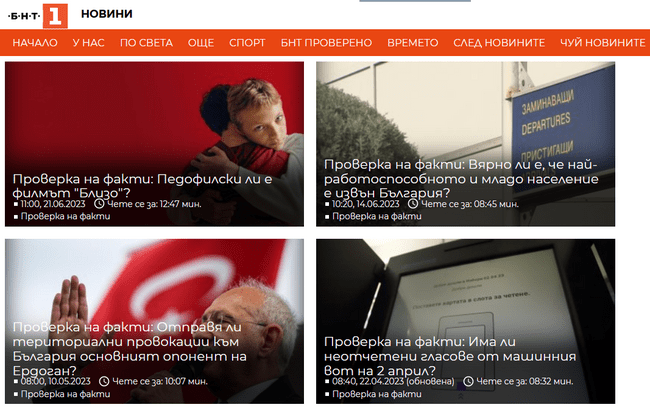 ·Б·Н·Т· 1 НОВИНИ
НАЧАЛО У НАС ПО СВЕТА ОЩЕ СПОРТ БНТ ПРОВЕРЕНО ВРЕМЕТО СЛЕД НОВИНИТЕ ЧУЙ НОВИНИТЕ
Проверка на факти: Педофилски ли е
филмът "Близо"?
11:00, 21.06.2023 Чете се за: 12:47 мин.
Проверка на факти
ЗАМИНАВАЩИ
DEPARTURES
ПРИСТИГАЩИ
Проверка на факти: Вярно ли е, че най-
работоспособното и младо население
е извън България?
10:20, 14.06.2023 Чете се за: 08:45 мин.
Проверка на факти
Проверка на факти: Отправя ли
териториални провокации към
България основният опонент на
Ердоган?
08:00, 10.05.2023 Чете се за: 10:07 мин.
Проверка на факти
Поставете картата в слота за четене.
Проверка на факти: Има ли
неотчетени гласове от машинния
вот на 2 април?
08:40, 22.04.2023 (обновена) Чете се за: 08:32 мин.
Проверка на факти